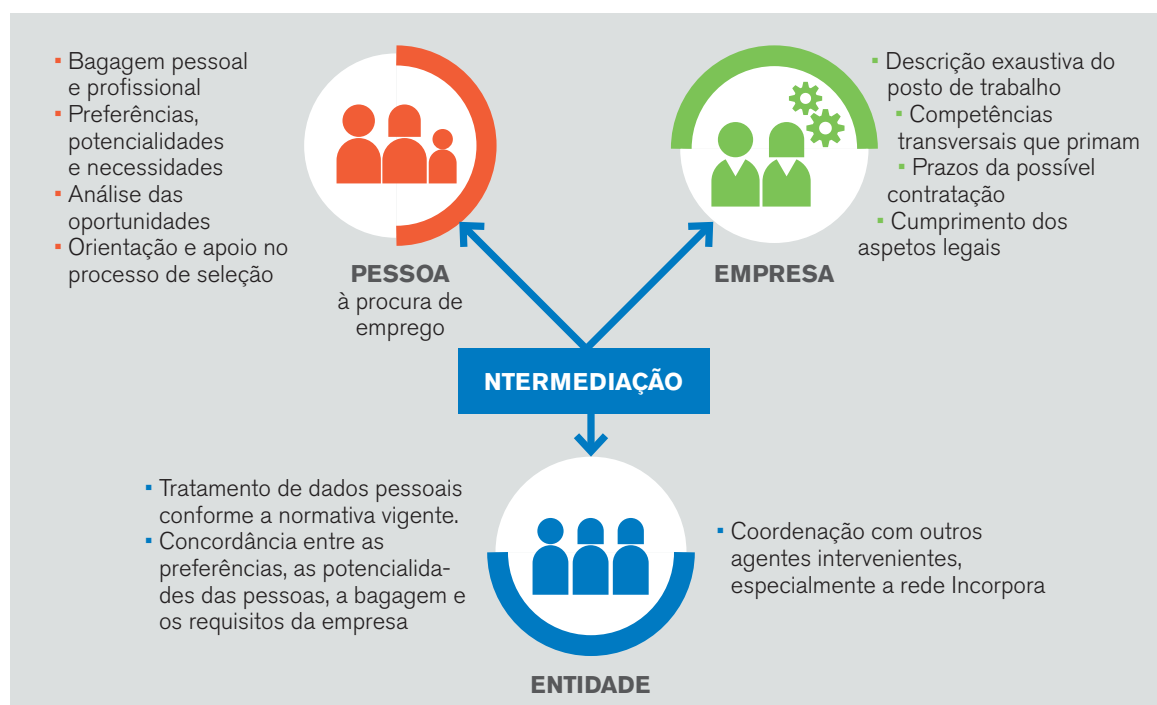 ▪ Bagagem pessoal
e profissional
▪ Preferências,
potencialidades
e necessidades
▪ Análise das
oportunidades
▪ Orientação e apoio no
processo de seleção
PESSOA
à procura de
emprego
▪ Descrição exaustiva do
posto de trabalho
▪ Competências
transversais que primam
▪ Prazos da possível
contratação
▪ Cumprimento dos
aspetos legais
EMPRESA
NTERMEDIAÇÃO
▪ Tratamento de dados pessoais
conforme a normativa vigente.
▪ Concordância entre as
preferências, as potencialida-
des das pessoas, a bagagem e
os requisitos da empresa
▪ Coordenação com outros
agentes intervenientes,
especialmente a rede Incorpora
ENTIDADE